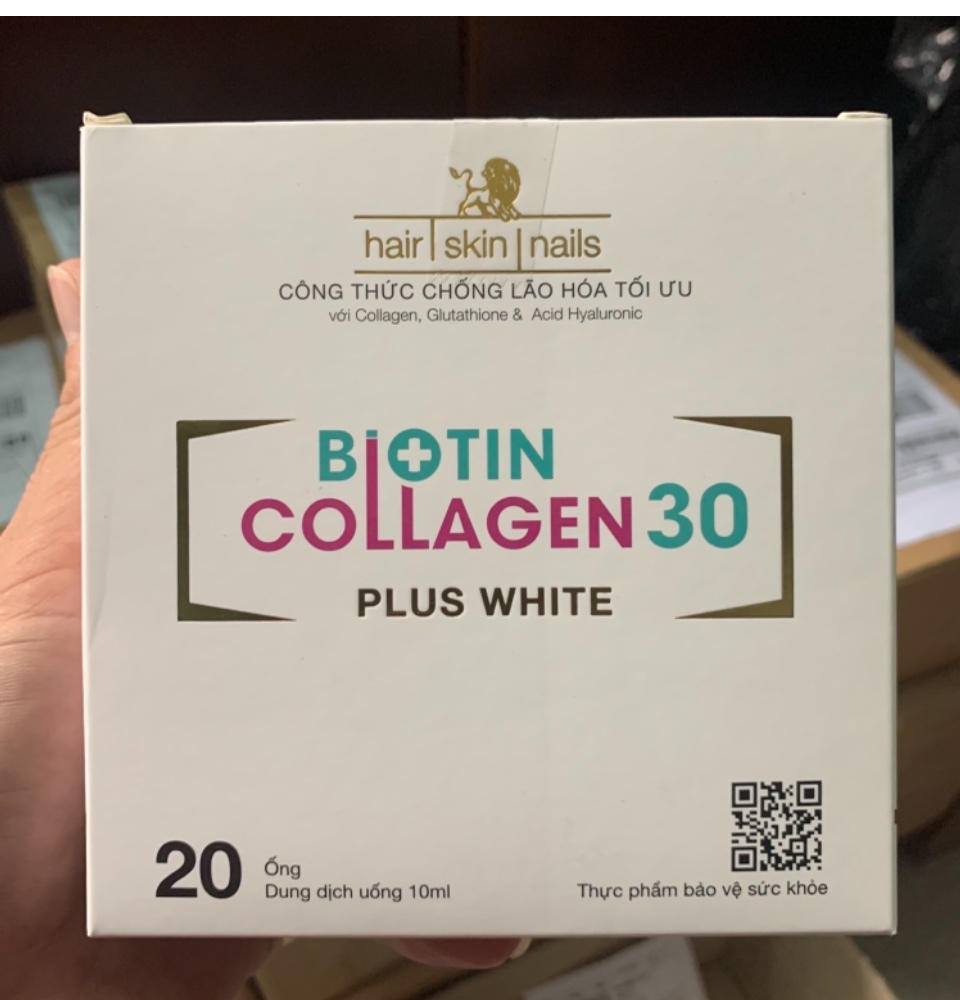 hair skin nails
CÔNG THỨC CHỐNG LÃO HÓA TỐI ƯU
với Collagen, Glutathione & Acid Hyaluronic
BIOTIN
COLLAGEN 30
PLUS WHITE
20 Ống
Dung dịch uống 10ml
Thực phẩm bảo vệ sức khỏe